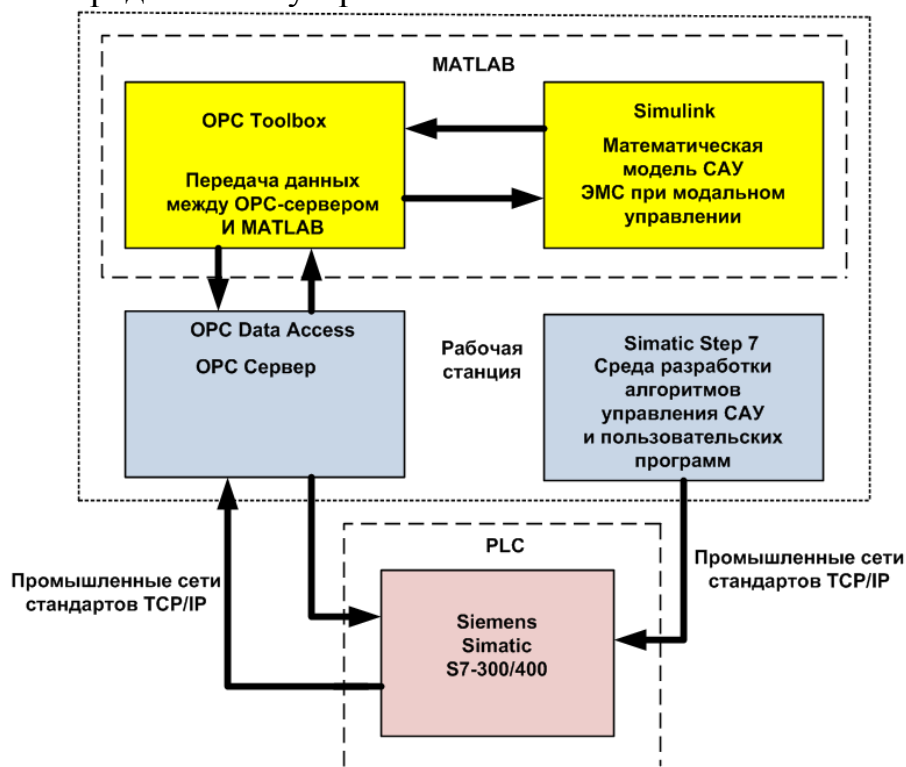 MATLAB
OPC Toolbox
Передача данных
между OPC-сервером
И MATLAB
Simulink
Математическая
модель САУ
ЭМС при модальном
управлении
OPC Data Access
OPC Сервер
Рабочая
станция
Simatic Step 7
Среда разработки
алгоритмов
управления САУ
и пользовательских
программ
PLC
Промышленные сети
стандартов TCP/IP
Промышленные сети
стандартов TCP/IP
Siemens
Simatic
S7-300/400